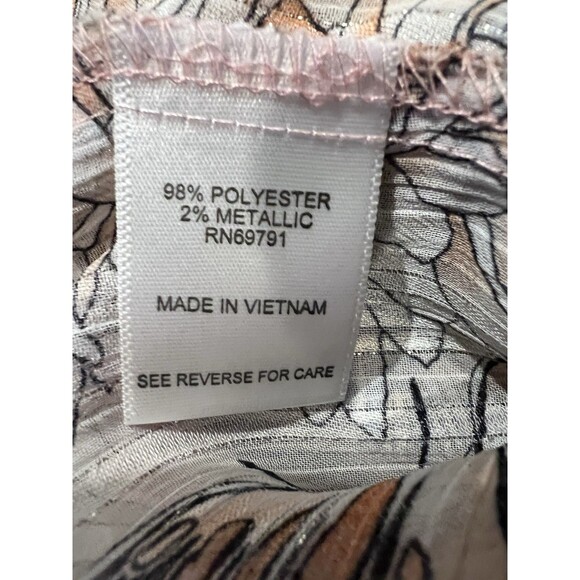 98% POLYESTER
2% METALLIC
RN69791
MADE IN VIETNAM
SEE REVERSE FOR CARE